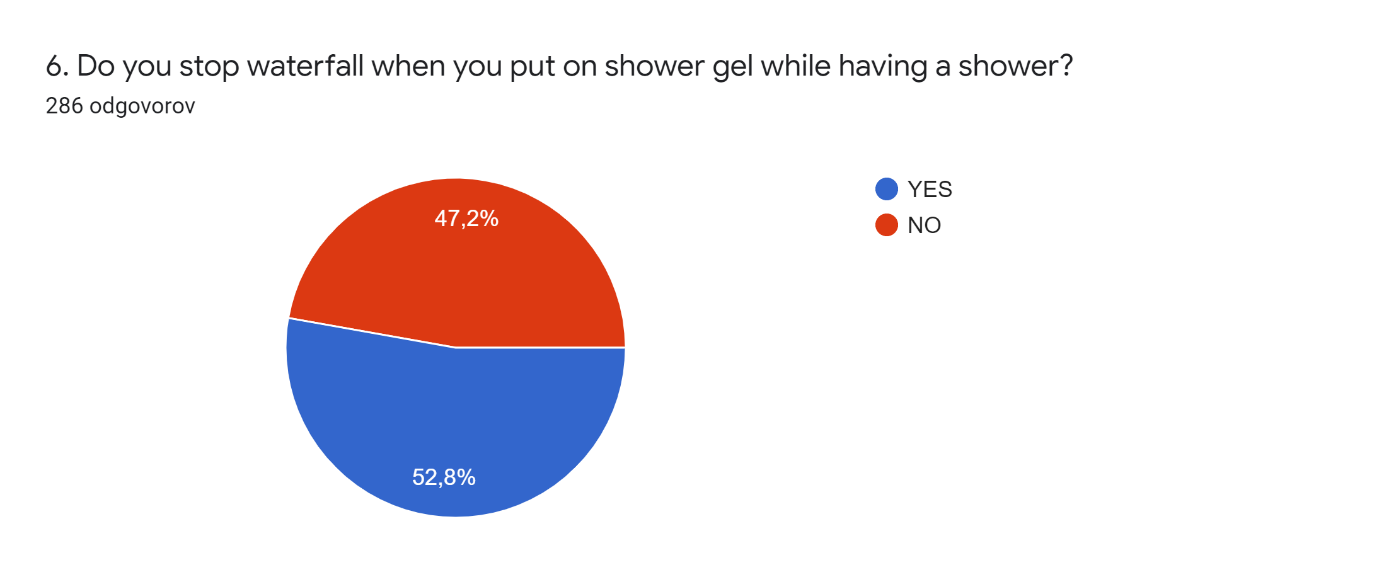 6. Do you stop waterfall when you put on shower gel while having a shower?
286 odgovorov
YES
NO
47,2%
52,8%